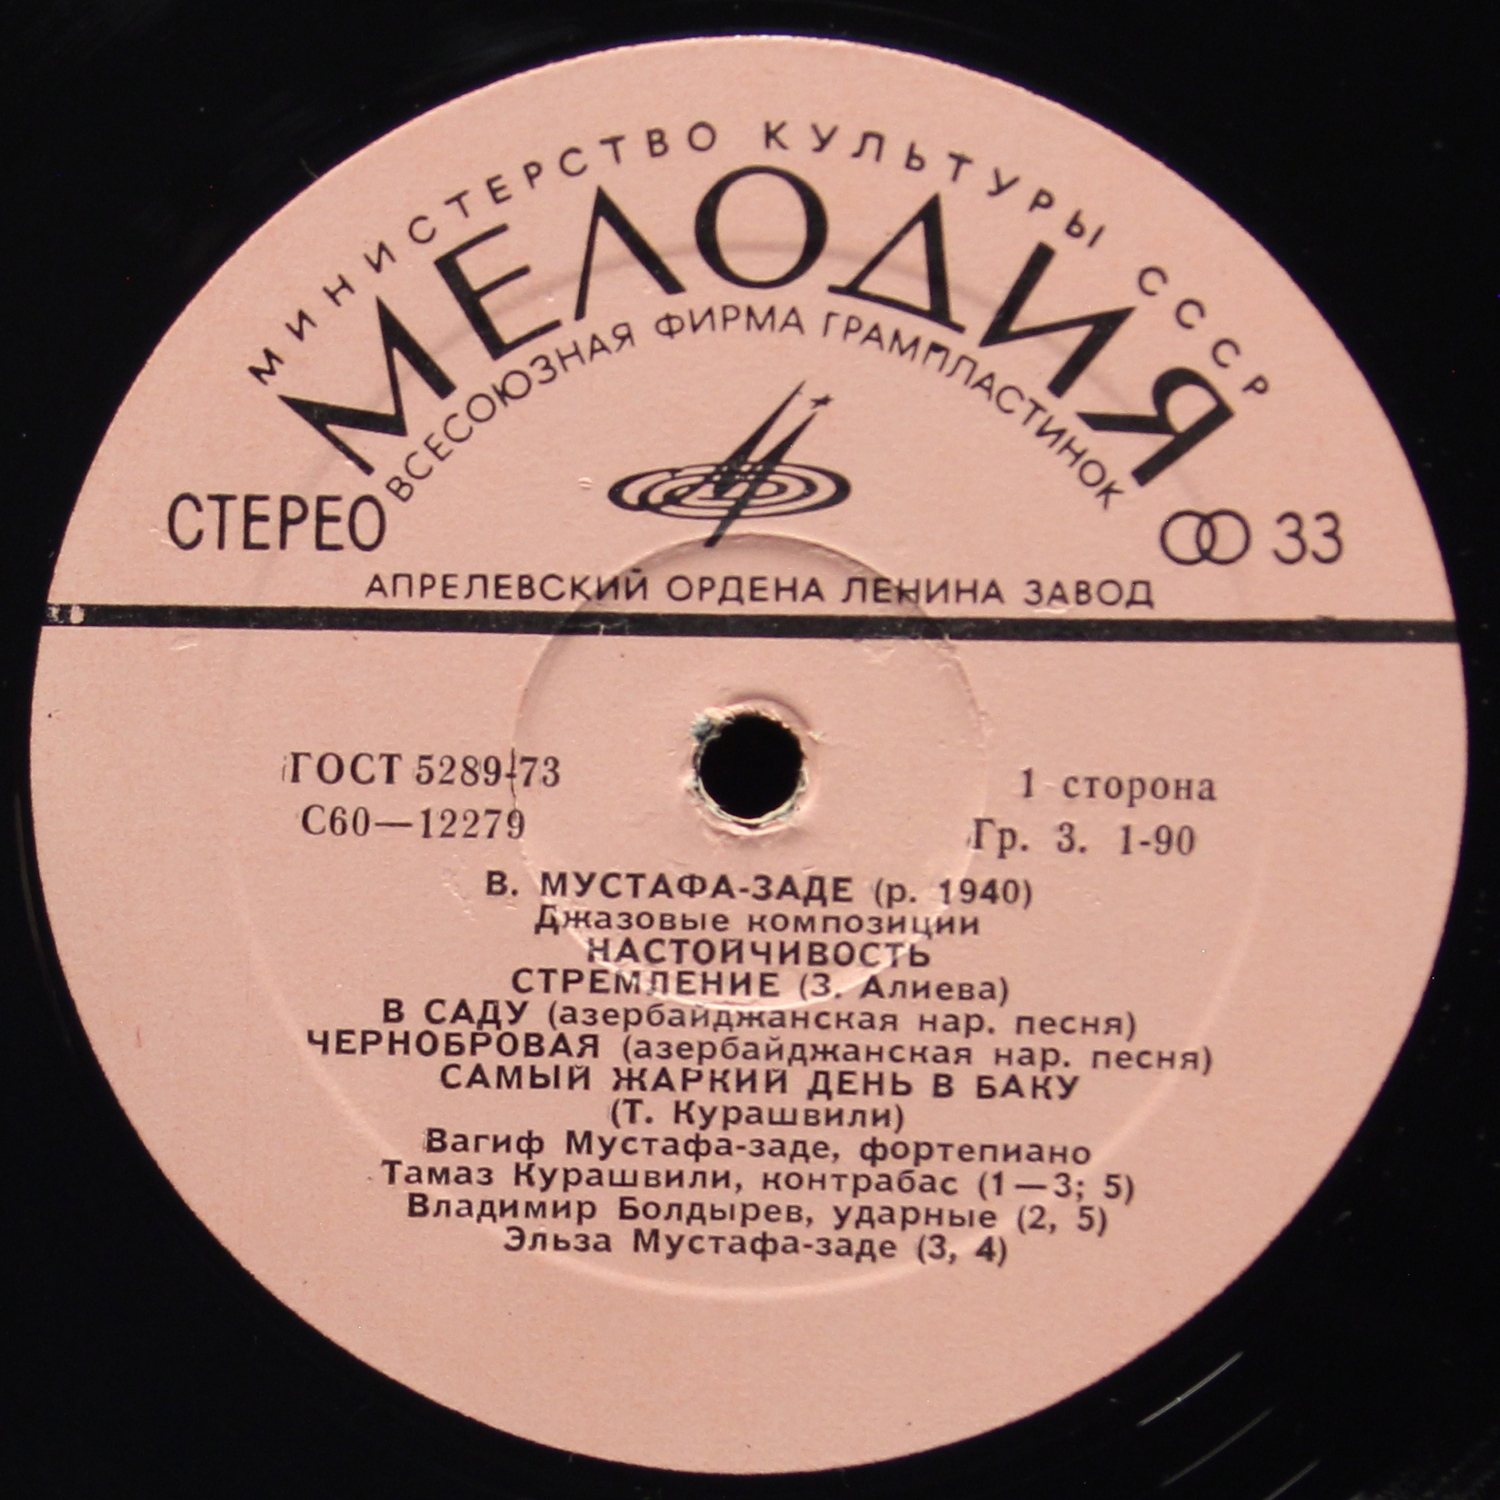 МИНИСТЕРСТВО КУЛЬТУРЫ СССР
МЕЛОДИЯ
ВСЕСОЮЗНАЯ ФИРМА ГРАМПЛАСТИНОК
СТЕРЕО
33
АПРЕЛЕВСКИЙ ОРДЕНА ЛЕНИНА ЗАВОД
ГОСТ 5289-73
С60—12279
1 сторона
Гр. 3. 1-90
В. МУСТАФА-ЗАДЕ (р. 1940)
Джазовые композиции
НАСТОЙЧИВОСТЬ
СТРЕМЛЕНИЕ (З. Алиева)
В САДУ (азербайджанская нар. песня)
ЧЕРНОБРОВАЯ (азербайджанская нар. песня)
САМЫЙ ЖАРКИЙ ДЕНЬ В БАКУ
(Т. Курашвили)
Вагиф Мустафа-заде, фортепиано
Тамаз Курашвили, контрабас (1—3; 5)
Владимир Болдырев, ударные (2, 5)
Эльза Мустафа-заде (3, 4)